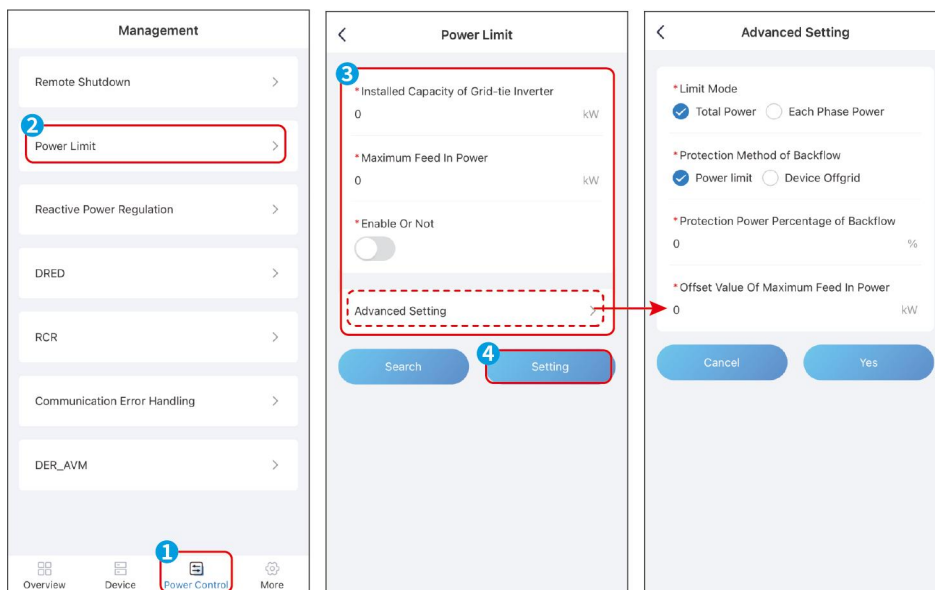 Management
Remote Shutdown
2
Power Limit
Reactive Power Regulation
DRED
RCR
Communication Error Handling
DER_AVM
1
Overview Device Power Control More
Power Limit
3
*Installed Capacity of Grid-tie Inverter
0 kW
*Maximum Feed In Power
0 kW
*Enable Or Not
Advanced Setting
4
Search Setting
Advanced Setting
*Limit Mode
Total Power Each Phase Power
*Protection Method of Backflow
Power limit Device Offgrid
*Protection Power Percentage of Backflow
0 %
*Offset Value Of Maximum Feed In Power
0 kW
Cancel Yes